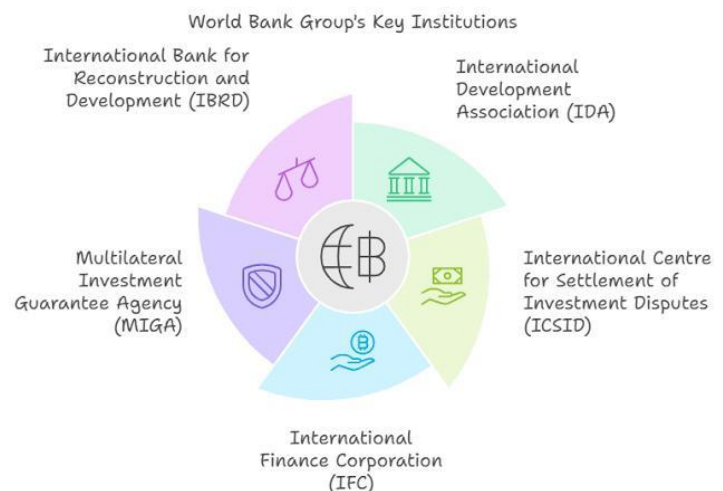 World Bank Group's Key Institutions
International Bank for
Reconstruction and
Development (IBRD)
International
Development
Association (IDA)
Multilateral
Investment
Guarantee Agency
(MIGA)
International Centre
for Settlement of
Investment Disputes
(ICSID)
International
Finance Corporation
(IFC)